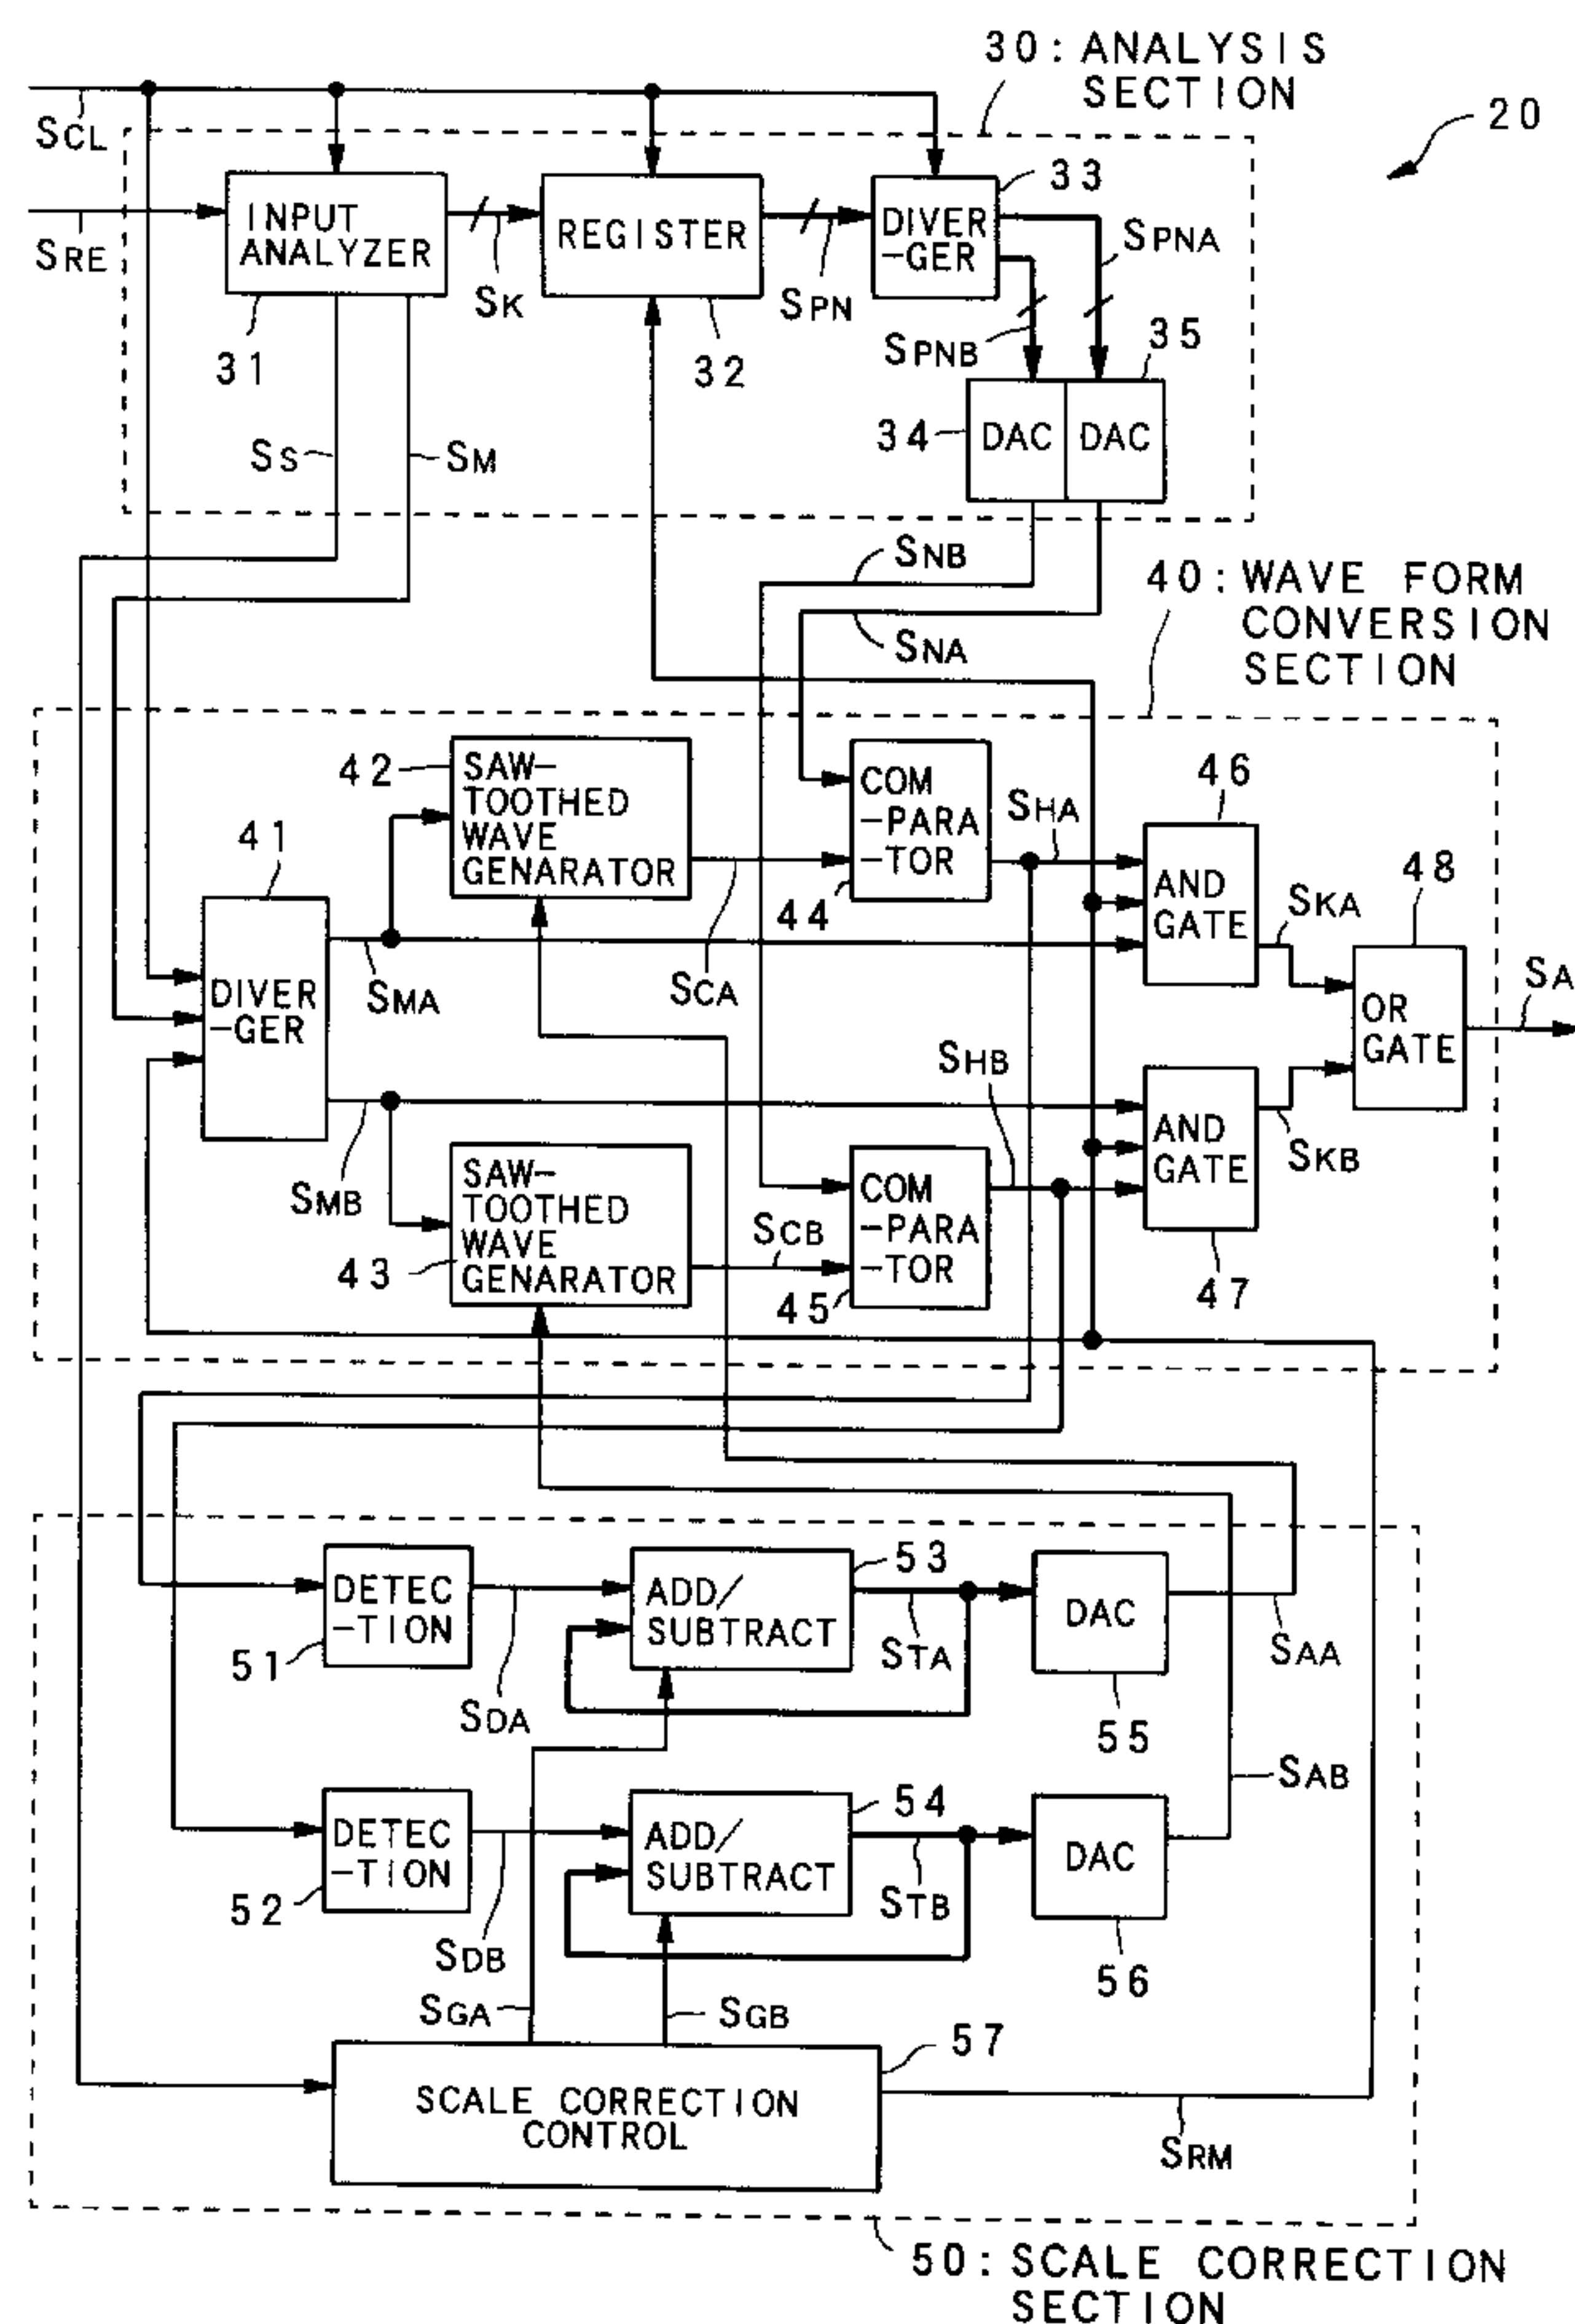 30: ANALYSIS
SECTION
20
SCL
SRE
INPUT
ANALYZER
31
SK
REGISTER
32
SPN
DIVER
-GER
33
SPNA
SPNB
35
34
DAC
DAC
SS
SM
SNB
SNA
40: WAVE FORM
CONVERSION
SECTION
42
SAW-
TOOTHED
WAVE
GENARATOR
COM
-PARA
-TOR
44
SHA
46
AND
GATE
41
DIVER
-GER
SMA
SCA
SKA
48
OR
GATE
SA
SHB
SMB
43
SAW-
TOOTHED
WAVE
GENARATOR
SCB
COM
-PARA
-TOR
45
AND
GATE
47
SKB
DETEC
-TION
51
SDA
ADD/
SUBTRACT
53
STA
DAC
55
SAA
SAB
DETEC
-TION
52
SDB
ADD/
SUBTRACT
54
STB
DAC
56
SGA
SGB
57
SCALE CORRECTION
CONTROL
SRM
50: SCALE CORRECTION
SECTION